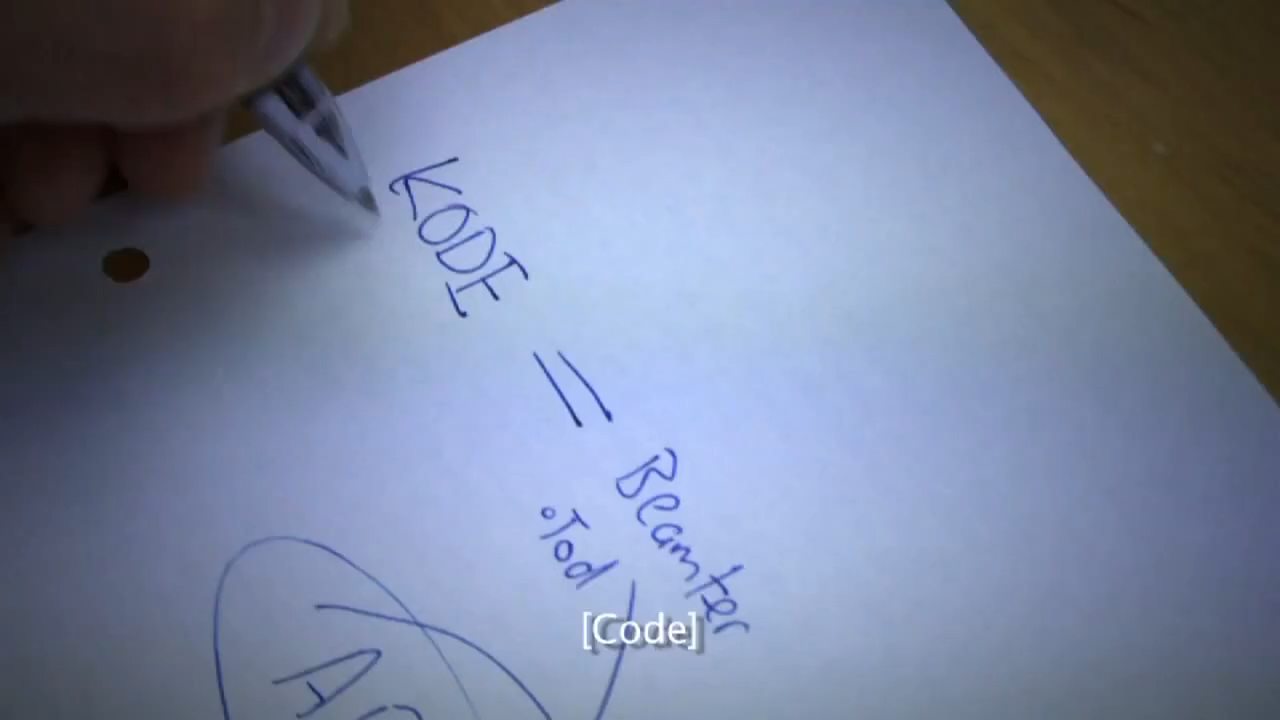 KODE = Beamter
.Tod
[Code]